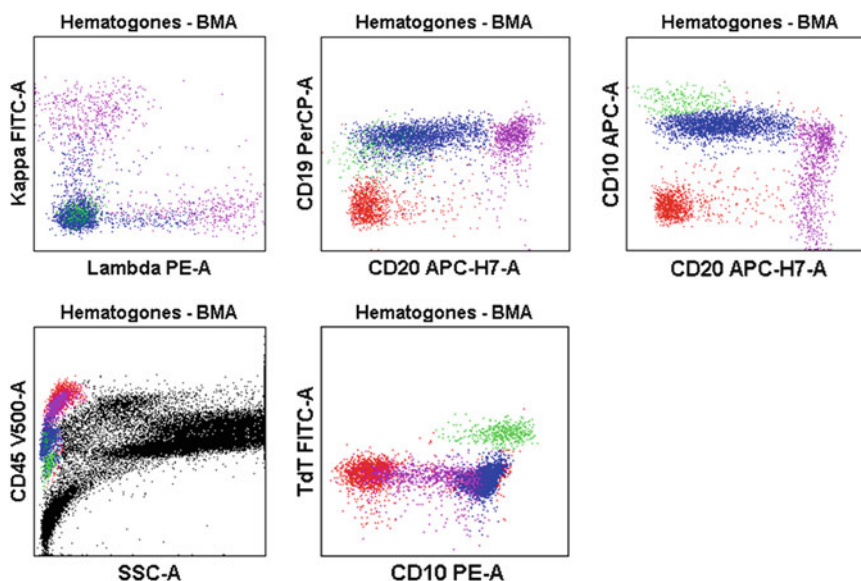 Hematogones - BMA
Kappa FITC-A
Lambda PE-A
Hematogones - BMA
CD19 PerCP-A
CD20 APC-H7-A
Hematogones - BMA
CD10 APC-A
CD20 APC-H7-A
Hematogones - BMA
CD45 V500-A
SSC-A
Hematogones - BMA
TdT FITC-A
CD10 PE-A